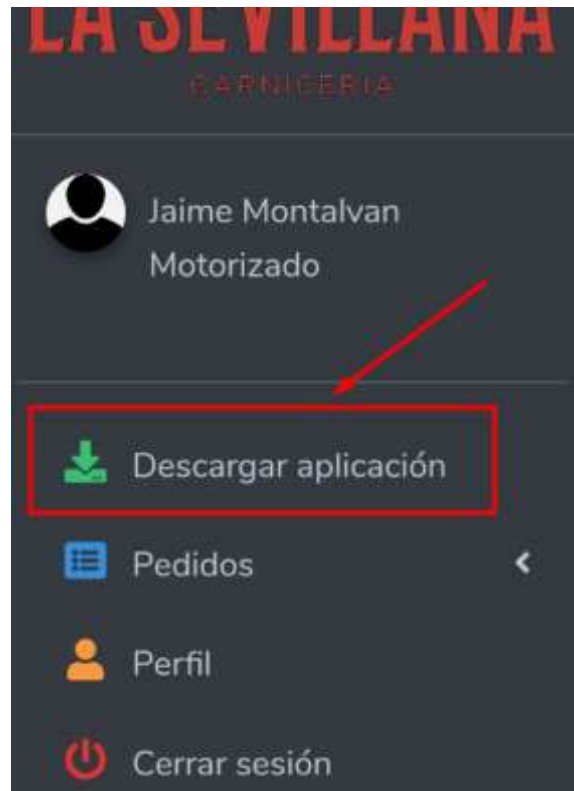 LA SEVILLANA
CARNICERIA
Jaime Montalvan
Motorizado
Descargar aplicación
Pedidos
Perfil
Cerrar sesión